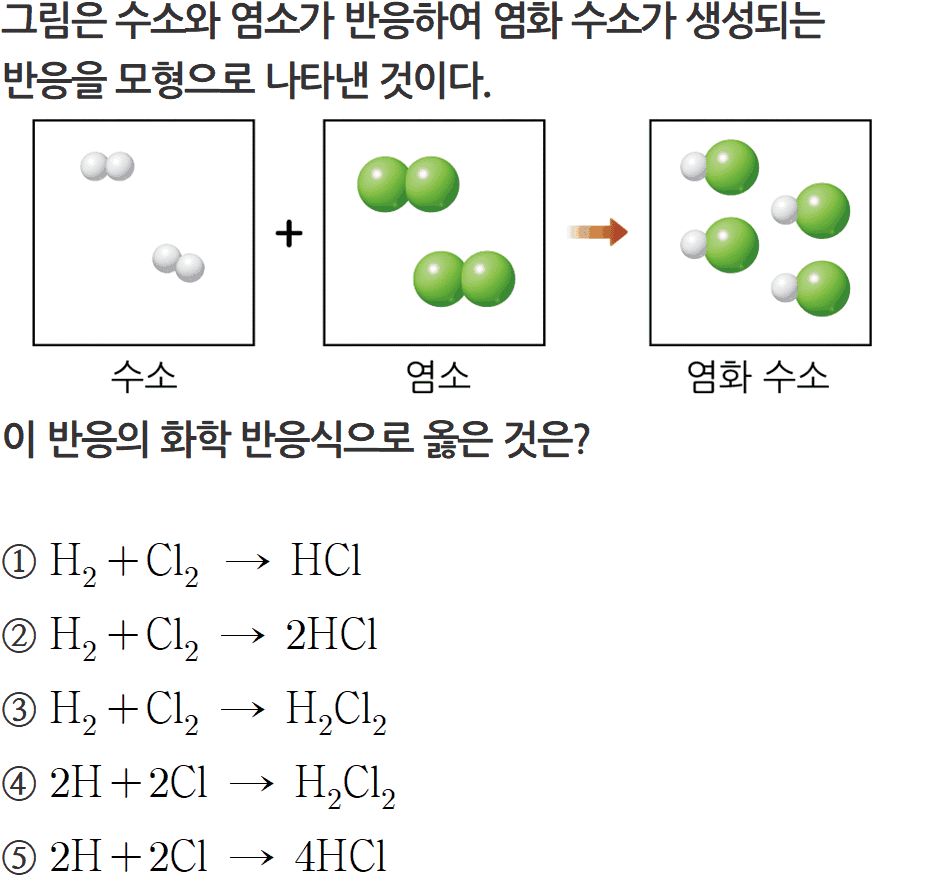 그림은 수소와 염소가 반응하여 염화 수소가 생성되는
반응을 모형으로 나타낸 것이다.
+
수소 염소 염화 수소
이 반응의 화학 반응식으로 옳은 것은?
① H₂ + Cl₂ → HCl
② H₂ + Cl₂ → 2HCl
③ H₂ + Cl₂ → H₂Cl₂
④ 2H + 2Cl → H₂Cl₂
⑤ 2H + 2Cl → 4HCl